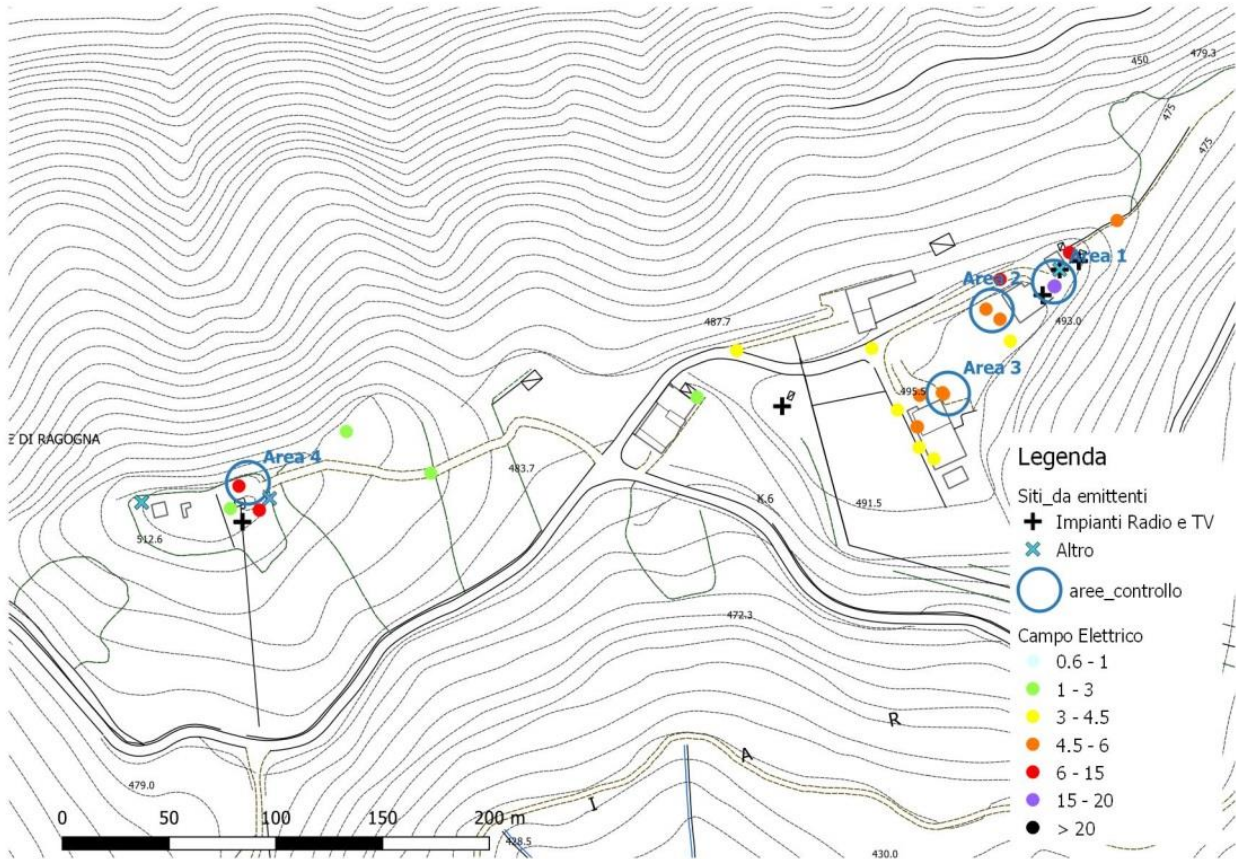 479.3
450
475
475
Area 1
Area 2
493.0
487.7
Area 3
495.5
E DI RAGOGNA
Area 4
483.7
K.6
491.5
512.6
472.3
R
A
I
479.0
428.5
430.0
0 50 100 150 200 m
Legenda
Siti_da emittenti
Impianti Radio e TV
Altro
aree_controllo
Campo Elettrico
0.6 - 1
1 - 3
3 - 4.5
4.5 - 6
6 - 15
15 - 20
> 20